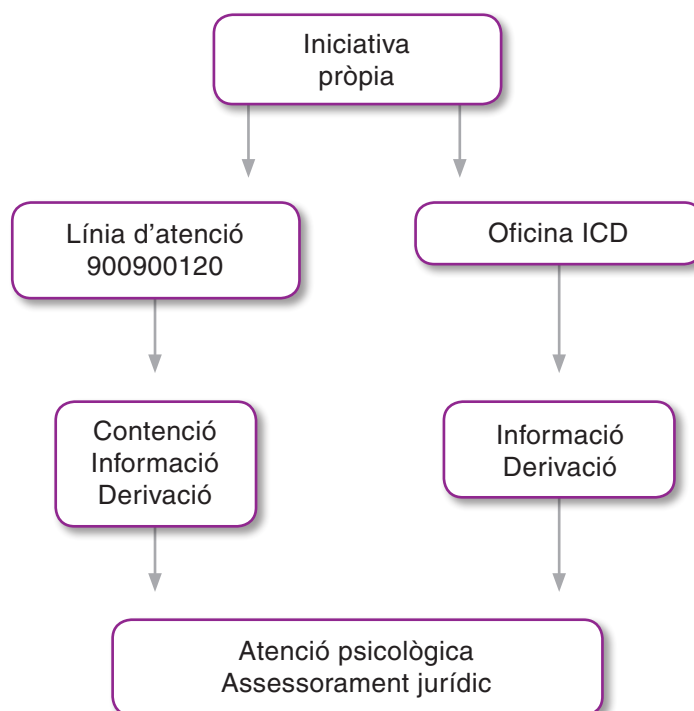 Iniciativa
pròpia
Línia d'atenció
900900120
Oficina ICD
Contenció
Informació
Derivació
Informació
Derivació
Atenció psicològica
Assessorament jurídic